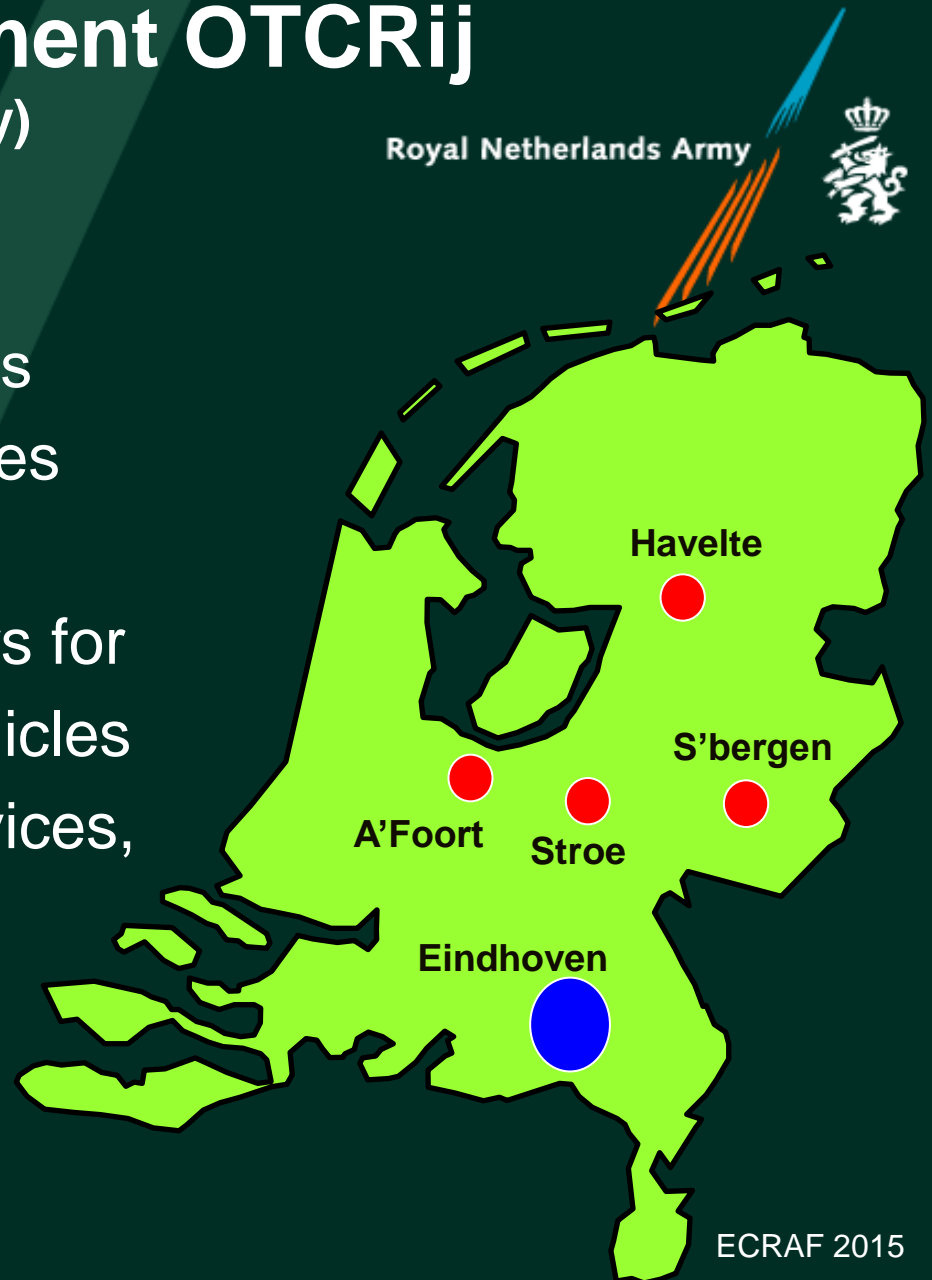 ment OTCRij
y)
Royal Netherlands Army
s
es
s for
icles
vices,
Havelte
S’bergen
A’Foort
Stroe
Eindhoven
ECRAF 2015